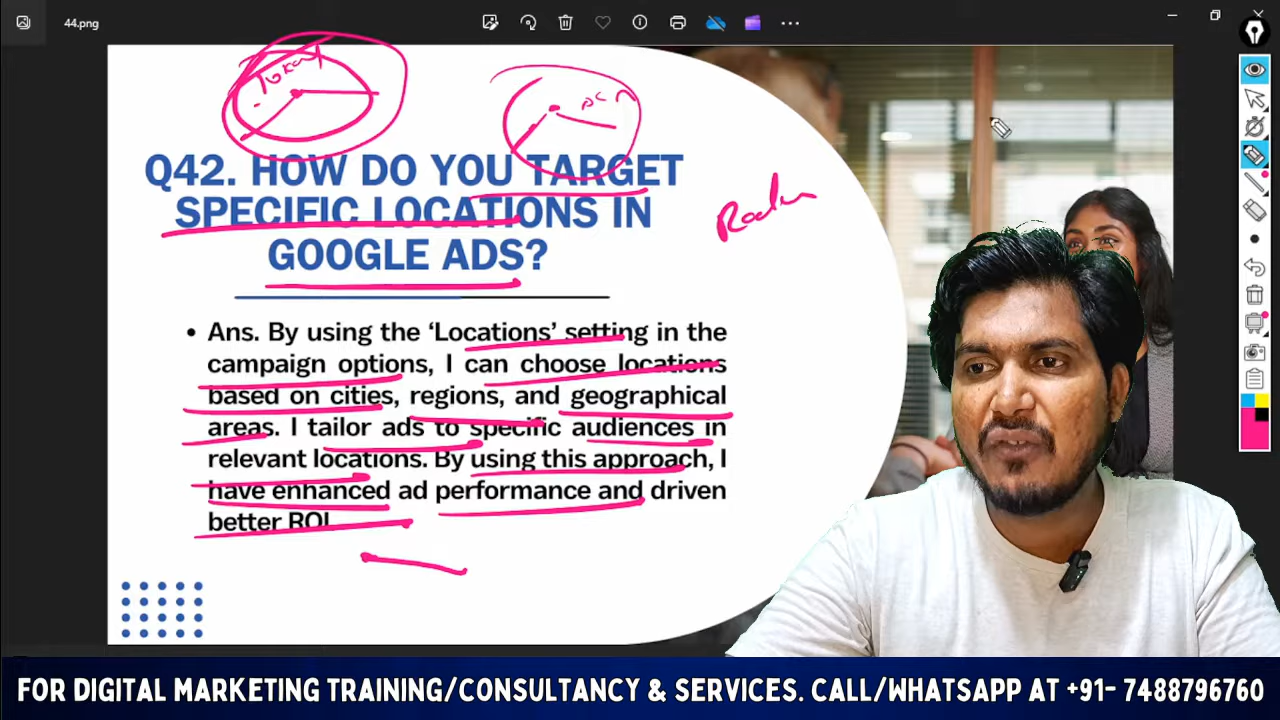 44.png
Q42. HOW DO YOU TARGET
SPECIFIC LOCATIONS IN
GOOGLE ADS?
• Ans. By using the ‘Locations’ setting in the
campaign options, I can choose locations
based on cities, regions, and geographical
areas. I tailor ads to specific audiences in
relevant locations. By using this approach, I
have enhanced ad performance and driven
better ROI.
FOR DIGITAL MARKETING TRAINING/CONSULTANCY & SERVICES. CALL/WHATSAPP AT +91- 7488796760